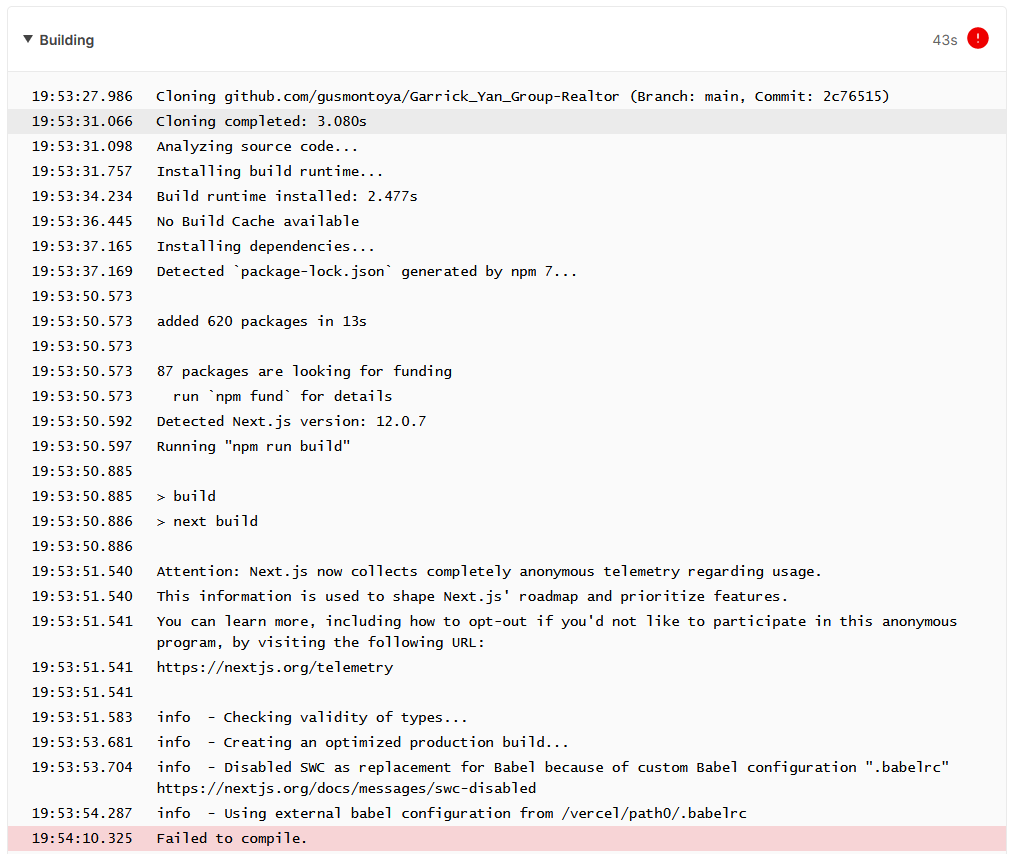 ▼ Building 43s !
19:53:27.986 Cloning github.com/gusmontoya/Garrick_Yan_Group-Realtor (Branch: main, Commit: 2c76515)
19:53:31.066 Cloning completed: 3.080s
19:53:31.098 Analyzing source code...
19:53:31.757 Installing build runtime...
19:53:34.234 Build runtime installed: 2.477s
19:53:36.445 No Build Cache available
19:53:37.165 Installing dependencies...
19:53:37.169 Detected `package-lock.json` generated by npm 7...
19:53:50.573
19:53:50.573 added 620 packages in 13s
19:53:50.573
19:53:50.573 87 packages are looking for funding
19:53:50.573   run `npm fund` for details
19:53:50.592 Detected Next.js version: 12.0.7
19:53:50.597 Running "npm run build"
19:53:50.885
19:53:50.885 > build
19:53:50.886 > next build
19:53:50.886
19:53:51.540 Attention: Next.js now collects completely anonymous telemetry regarding usage.
19:53:51.540 This information is used to shape Next.js' roadmap and prioritize features.
19:53:51.541 You can learn more, including how to opt-out if you'd not like to participate in this anonymous
program, by visiting the following URL:
19:53:51.541 https://nextjs.org/telemetry
19:53:51.541
19:53:51.583 info  - Checking validity of types...
19:53:53.681 info  - Creating an optimized production build...
19:53:53.704 info  - Disabled SWC as replacement for Babel because of custom Babel configuration ".babelrc"
https://nextjs.org/docs/messages/swc-disabled
19:53:54.287 info  - Using external babel configuration from /vercel/path0/.babelrc
19:54:10.325 Failed to compile.